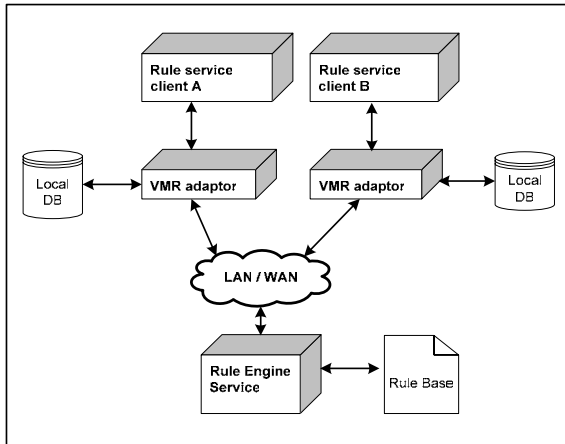 Rule service
client A
Rule service
client B
Local
DB
VMR adaptor
VMR adaptor
Local
DB
LAN / WAN
Rule Engine
Service
Rule Base